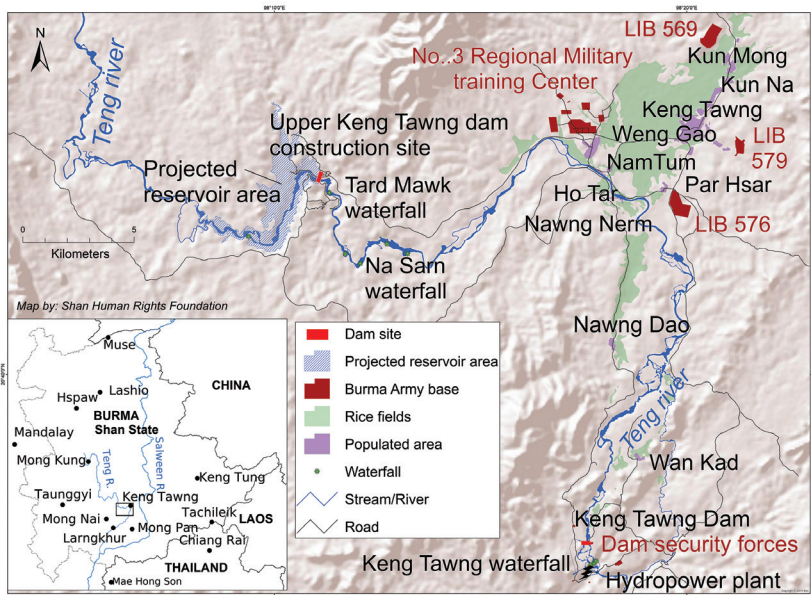 98°10'0"E
98°20'0"E
N
LIB 569
Kun Mong
Kun Na
No..3 Regional Military
training Center
Keng Tawng
Teng river
Upper Keng Tawng dam
construction site
Weng Gao
LIB
579
NamTum
Projected
reservoir area
Tard Mawk
waterfall
Par Hsar
Ho Tar
LIB 576
Nawng Nerm
0
5
Kilometers
Na Sarn
waterfall
Map by: Shan Human Rights Foundation
Nawng Dao
20°40'0"N
Teng river
Wan Kad
Keng Tawng Dam
Dam security forces
Keng Tawng waterfall
Hydropower plant
Dam site
Projected reservoir area
Burma Army base
Rice fields
Populated area
Waterfall
Stream/River
Road
Muse
CHINA
Lashio
Hspaw
BURMA
Shan State
Mandalay
Mong Kung
Teng R.
Salween R.
Keng Tung
Taunggyi
Keng Tawng
Tachileik
LAOS
Mong Nai
Mong Pan
Larngkhur
Chiang Rai
THAILAND
Mae Hong Son